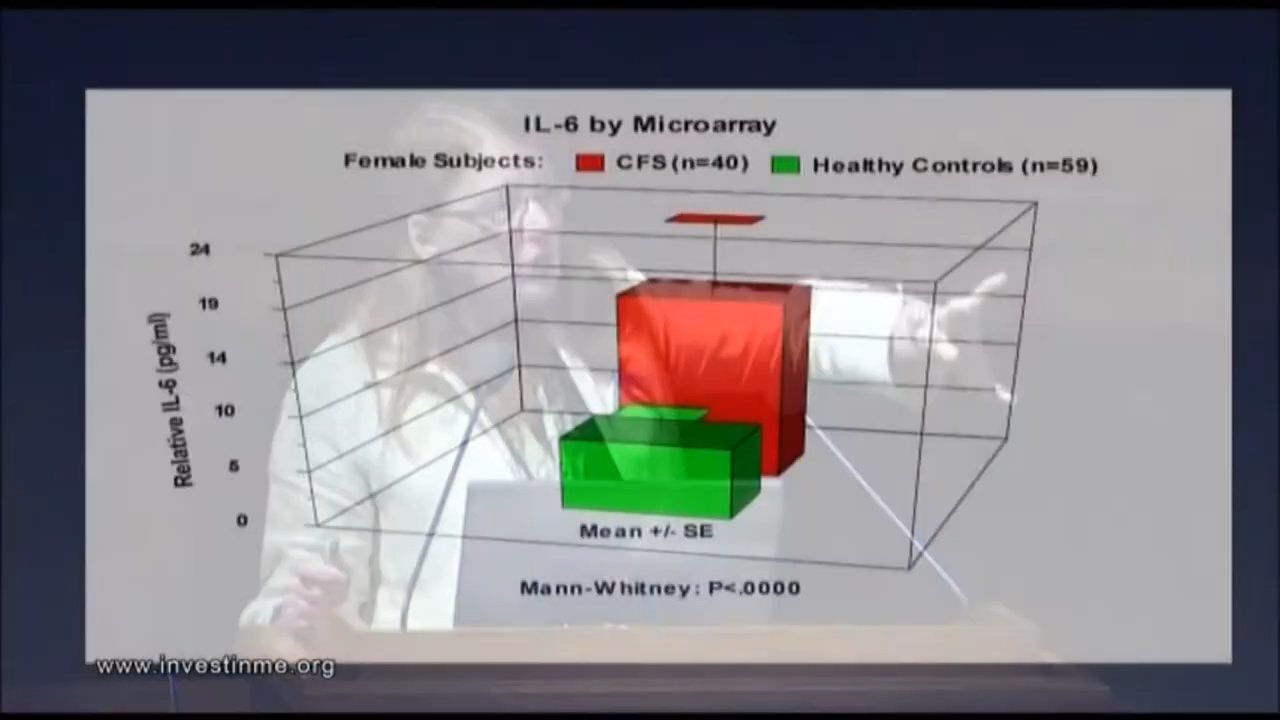 IL-6 by Microarray
Female Subjects: CFS (n=40) Healthy Controls (n=59)
24
19
14
10
5
0
Relative IL-6 (pg/ml)
Mean +/- SE
Mann-Whitney: P<.0000
www.investinme.org